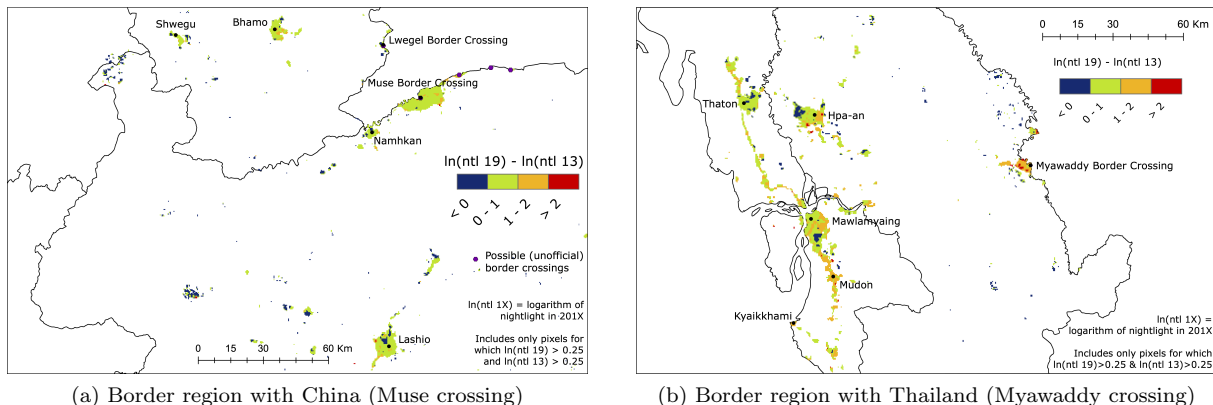 Shwegu
Bhamo
Lwegel Border Crossing
Muse Border Crossing
Namhkan
ln(ntl 19) - ln(ntl 13)
< 0
0 - 1
1 - 2
> 2
Possible (unofficial)
border crossings
ln(ntl 1X) = logarithm of
nightlight in 201X
Includes only pixels for
which ln(ntl 19) > 0.25
and ln(ntl 13) > 0.25
Lashio
0 15 30 60 Km
(a) Border region with China (Muse crossing)
0 15 30 60 Km
ln(ntl 19) - ln(ntl 13)
<0
0-1
1-2
>2
Thaton
Hpa-an
Myawaddy Border Crossing
Mawlamyaing
Mudon
Kyaikkhami
ln(ntl 1X) =
logarithm of nightlight in 201X
Includes only pixels for which
ln(ntl 19)>0.25 & ln(ntl 13)>0.25
(b) Border region with Thailand (Myawaddy crossing)